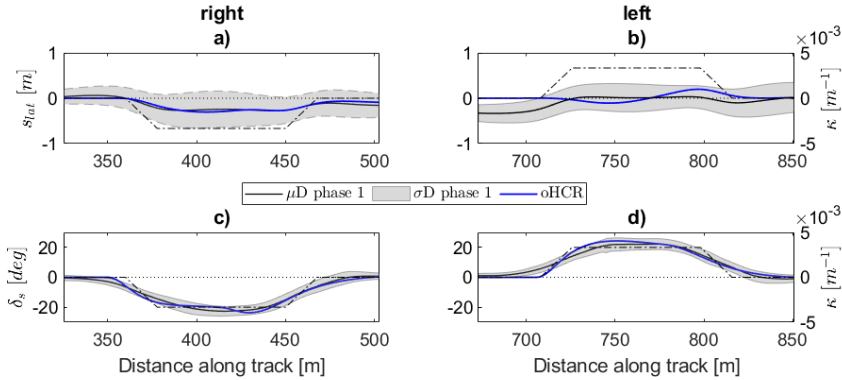 right
left
a)
b)
×10⁻³
1
0
-1
s_lat [m]
350
400
450
500
1
0
-1
700
750
800
850
5
0
-5
κ [m⁻¹]
μD phase 1
σD phase 1
oHCR
c)
d)
×10⁻³
20
0
-20
δ_s [deg]
350
400
450
500
Distance along track [m]
20
0
-20
700
750
800
850
Distance along track [m]
5
0
-5
κ [m⁻¹]